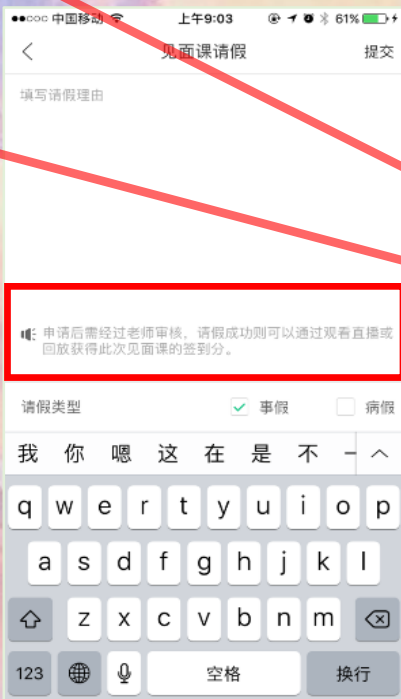 中国移动 上午9:03 61%
见面课请假 提交
填写请假理由
申请后需经过老师审核，请假成功则可以通过观看直播或
回放获得此次见面课的签到分。
请假类型 事假 病假
我 你 嗯 这 在 是 不 一
q w e r t y u i o p
a s d f g h j k l
z x c v b n m
123 空格 换行